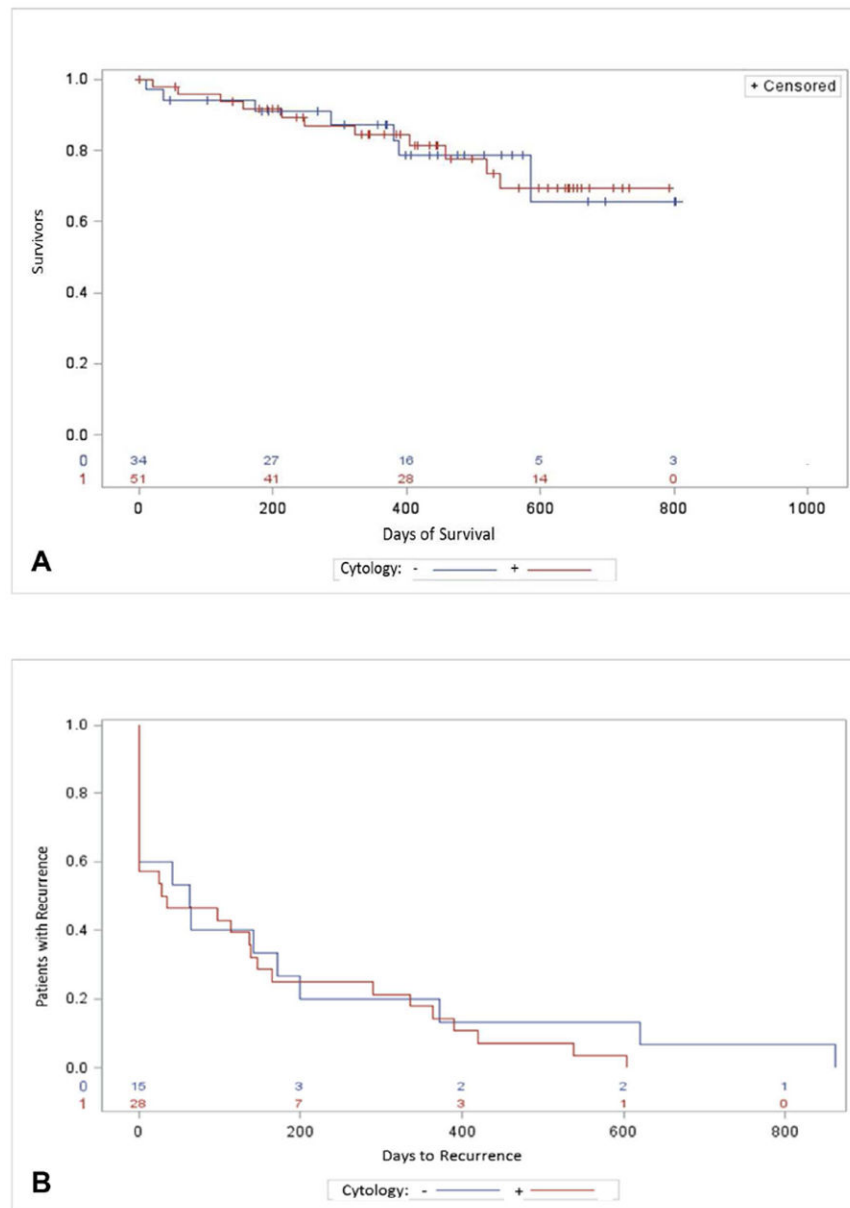 1.0
+ Censored
0.8
0.6
Survivors
0.4
0.2
0.0
0 34 27 16 5 3 .
1 51 41 28 14 0
0 200 400 600 800 1000
Days of Survival
A
Cytology: - +
1.0
0.8
0.6
Patients with Recurrence
0.4
0.2
0.0
0 15 3 2 2 1
1 28 7 3 1 0
0 200 400 600 800
Days to Recurrence
B
Cytology: - +